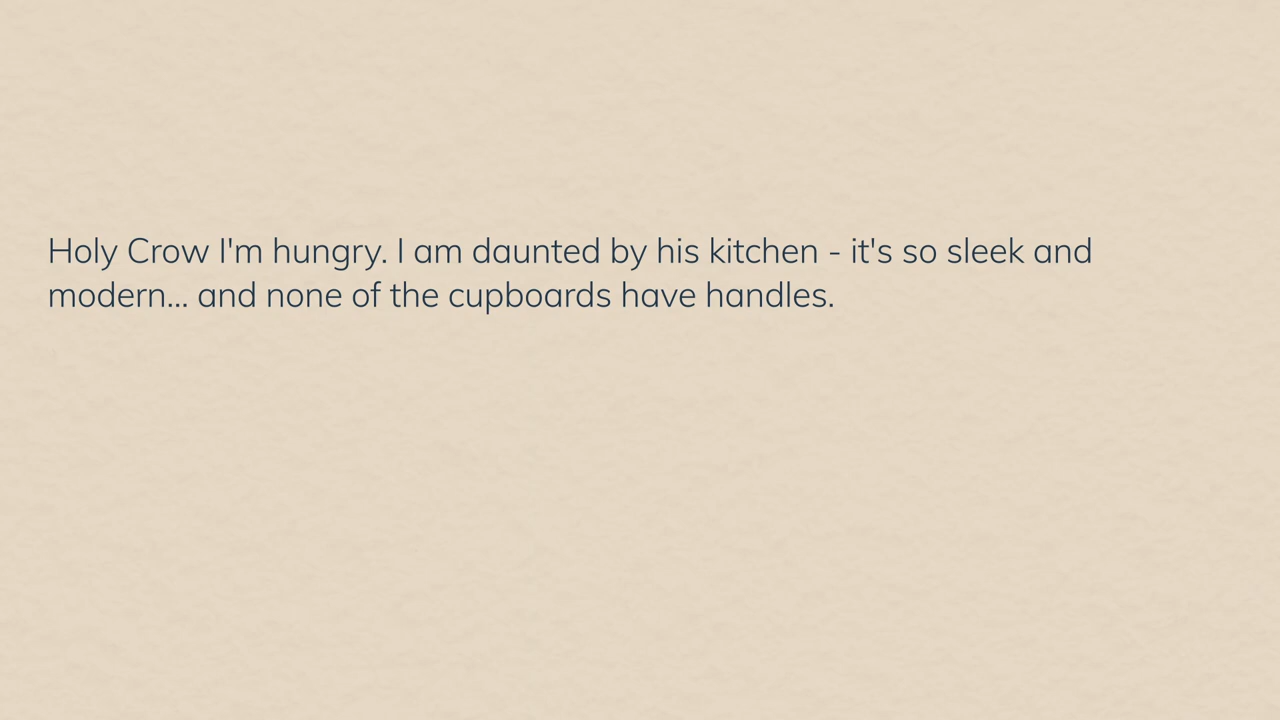 Holy Crow I'm hungry. I am daunted by his kitchen - it's so sleek and
modern... and none of the cupboards have handles.